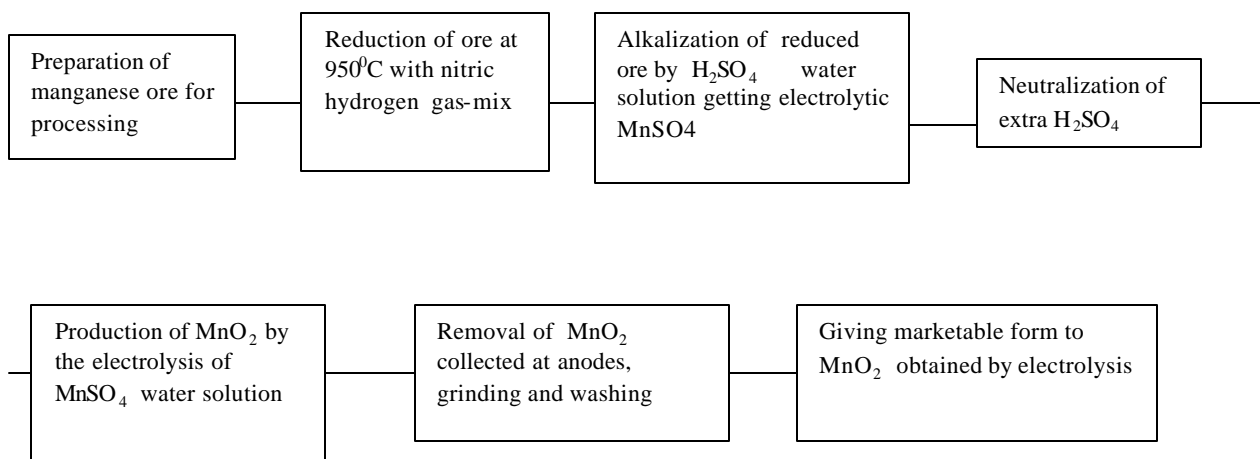 Preparation of
manganese ore for
processing
Reduction of ore at
950⁰C with nitric
hydrogen gas-mix
Alkalization of reduced
ore by H₂SO₄ water
solution getting electrolytic
MnSO4
Neutralization of
extra H₂SO₄
Production of MnO₂ by
the electrolysis of
MnSO₄ water solution
Removal of MnO₂
collected at anodes,
grinding and washing
Giving marketable form to
MnO₂ obtained by electrolysis